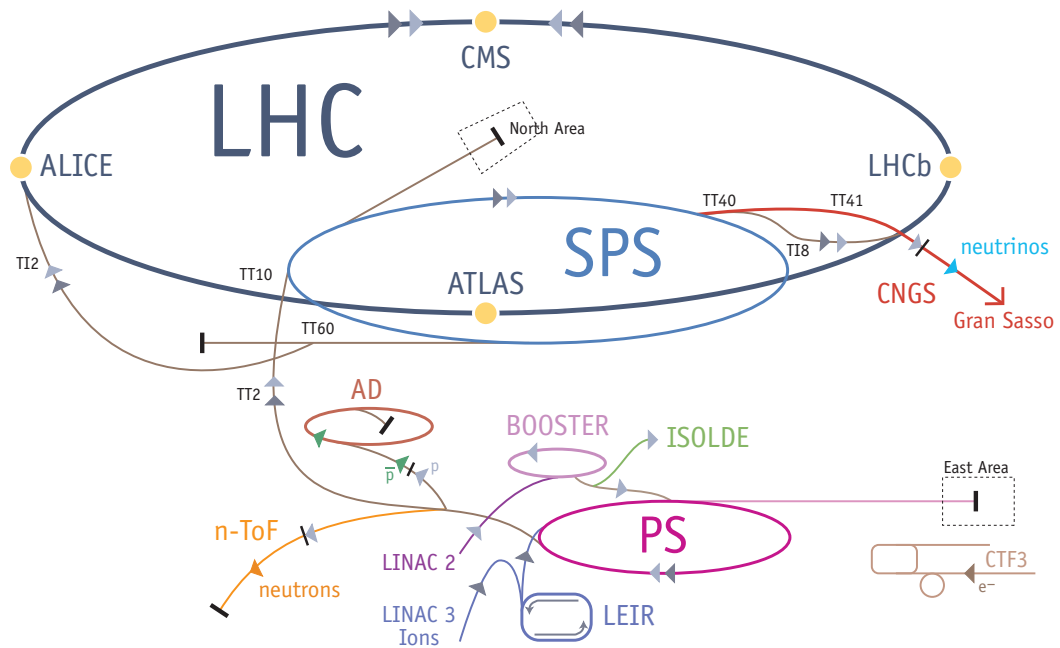 CMS
LHC
North Area
ALICE
LHCb
TT40
TT41
SPS
TI8
neutrinos
TI2
TT10
ATLAS
CNGS
Gran Sasso
TT60
TT2
AD
BOOSTER
ISOLDE
p̅
p
East Area
n-ToF
PS
LINAC 2
CTF3
neutrons
e⁻
LINAC 3
Ions
LEIR